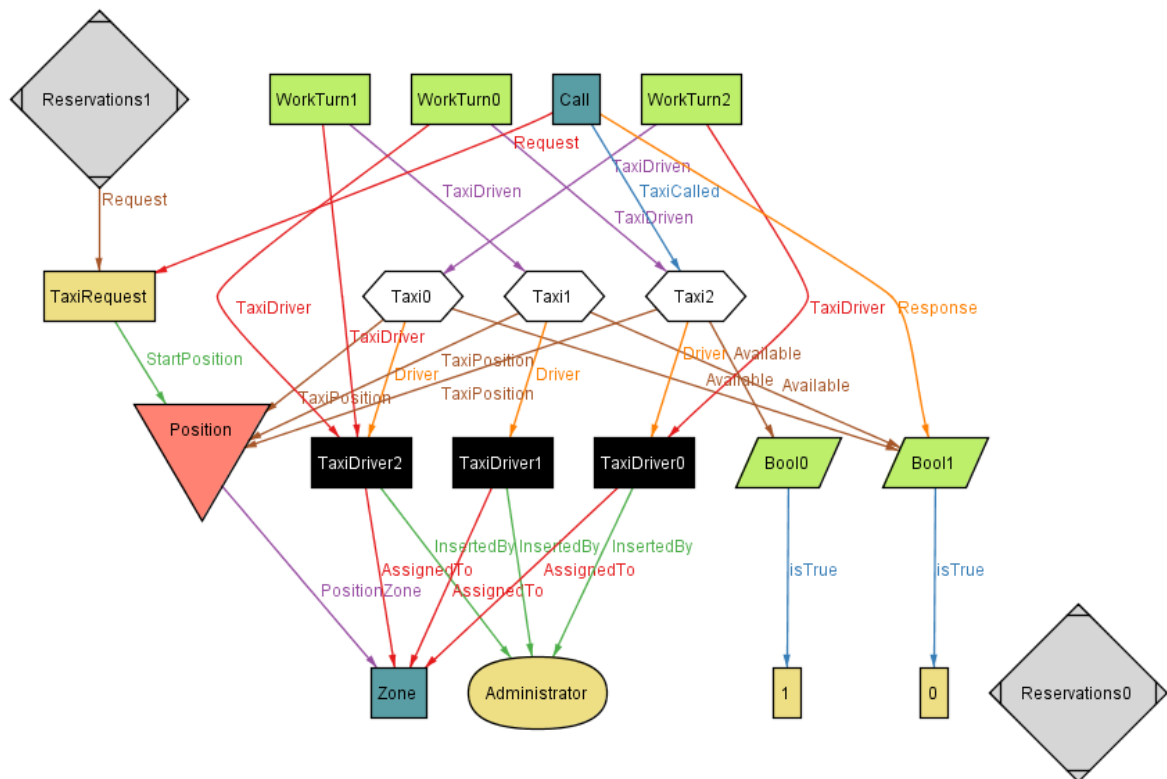 Reservations1
WorkTurn1
WorkTurn0
Call
WorkTurn2
Request
TaxiDriven
Request
TaxiDriven
TaxiCalled
TaxiDriven
TaxiRequest
Taxi0
Taxi1
Taxi2
TaxiDriver
TaxiDriver
Response
TaxiDriver
StartPosition
TaxiPosition
Driver
Available
Driver
Driver
Available
Available
TaxiPosition
TaxiPosition
Position
TaxiDriver2
TaxiDriver1
TaxiDriver0
Bool0
Bool1
InsertedBy
InsertedBy
InsertedBy
AssignedTo
AssignedTo
isTrue
isTrue
PositionZone
AssignedTo
Zone
Administrator
1
0
Reservations0